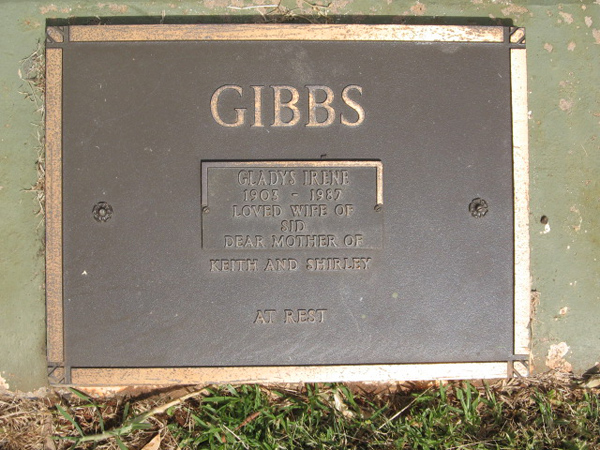 GIBBS
GLADYS IRENE
1903 - 1987
LOVED WIFE OF
SID
DEAR MOTHER OF
KEITH AND SHIRLEY
AT REST